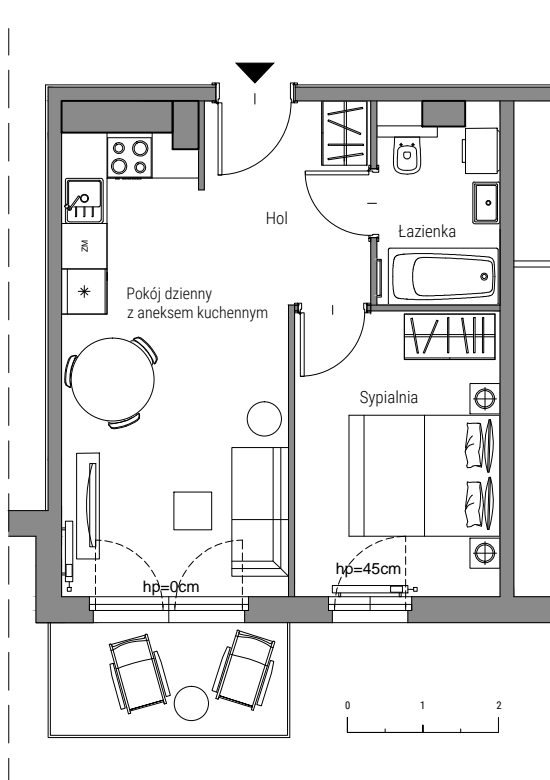 Hol
Łazienka
ZM
Pokój dzienny
z aneksem kuchennym
Sypialnia
hp=0cm
hp=45cm
0 1 2